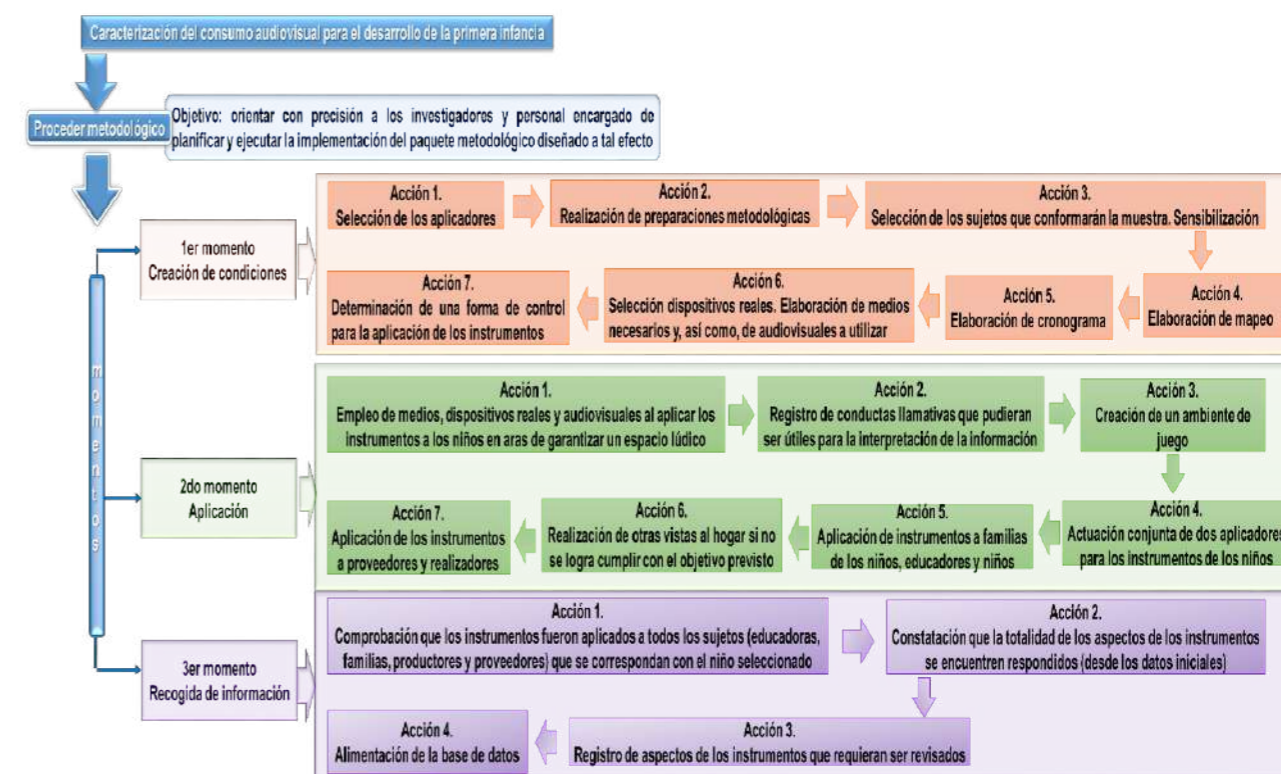 Caracterización del consumo audiovisual para el desarrollo de la primera infancia
Proceder metodológico
Objetivo: orentar con precisión a los investigadores y personal encargado de
planificar y ejecutar la implementación del paquete metodológico diseñado a tal efecto
momentos
1er momento
Creación de condiciones
Acción 1.
Selección de los aplicadores
Acción 2.
Realización de preparaciones metodológicas
Acción 3.
Selección de los sujetos que conformarán la muestra. Sensibilización
Acción 4.
Elaboración de mapeo
Acción 5.
Elaboración de cronograma
Acción 6.
Selección dispositivos reales. Elaboración de medios
necesarios y, así como, de audiovisuales a utilizar
Acción 7.
Determinación de una forma de control
para la aplicación de los instrumentos
2do momento
Aplicación
Acción 1.
Empleo de medios, dispositivos reales y audiovisuales al aplicar los
instrumentos a los niños en aras de garantizar un espacio lúdico
Acción 2.
Registro de conductas llamativas que pudieran
ser útiles para la interpretación de la información
Acción 3.
Creación de un ambiente de
juego
Acción 4.
Actuación conjunta de dos aplicadores
para los instrumentos de los niños
Acción 5.
Aplicación de instrumentos a familias
de los niños, educadores y niños
Acción 6.
Realización de otras vistas al hogar si no
se logra cumplir con el objetivo previsto
Acción 7.
Aplicación de los instrumentos
a proveedores y realizadores
3er momento
Recogida de información
Acción 1.
Comprobación que los instrumentos fueron aplicados a todos los sujetos (educadoras,
familias, productores y proveedores) que se correspondan con el niño seleccionado
Acción 2.
Constatación que la totalidad de los aspectos de los instrumentos
se encuentren respondidos (desde los datos iniciales)
Acción 3.
Registro de aspectos de los instrumentos que requieran ser revisados
Acción 4.
Alimentación de la base de datos